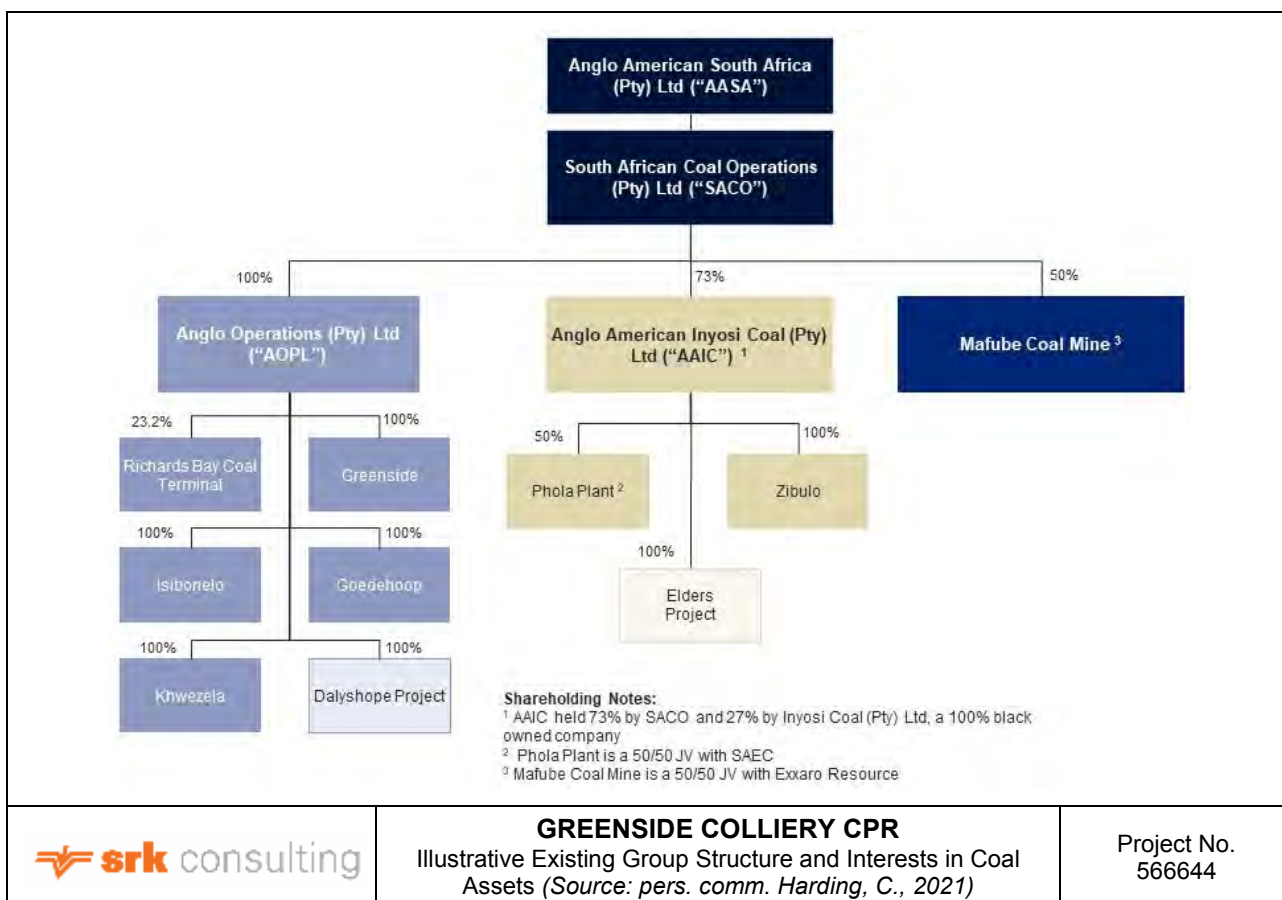 Anglo American South Africa
(Pty) Ltd ("AASA")
South African Coal Operations
(Pty) Ltd ("SACO")
100%
73%
50%
Anglo Operations (Pty) Ltd
("AOPL")
Anglo American Inyosi Coal (Pty)
Ltd ("AAIC") 1
Mafube Coal Mine 3
23.2%
100%
Richards Bay Coal
Terminal
Greenside
50%
100%
Phola Plant 2
Zibulo
100%
100%
Isibonelo
Goedehoop
100%
Elders
Project
100%
100%
Khwezela
Dalyshope Project
Shareholding Notes:
1 AAIC held 73% by SACO and 27% by Inyosi Coal (Pty) Ltd, a 100% black
owned company
2 Phola Plant is a 50/50 JV with SAEC
3 Mafube Coal Mine is a 50/50 JV with Exxaro Resource
srk consulting
GREENSIDE COLLIERY CPR
Illustrative Existing Group Structure and Interests in Coal
Assets (Source: pers. comm. Harding, C., 2021)
Project No.
566644